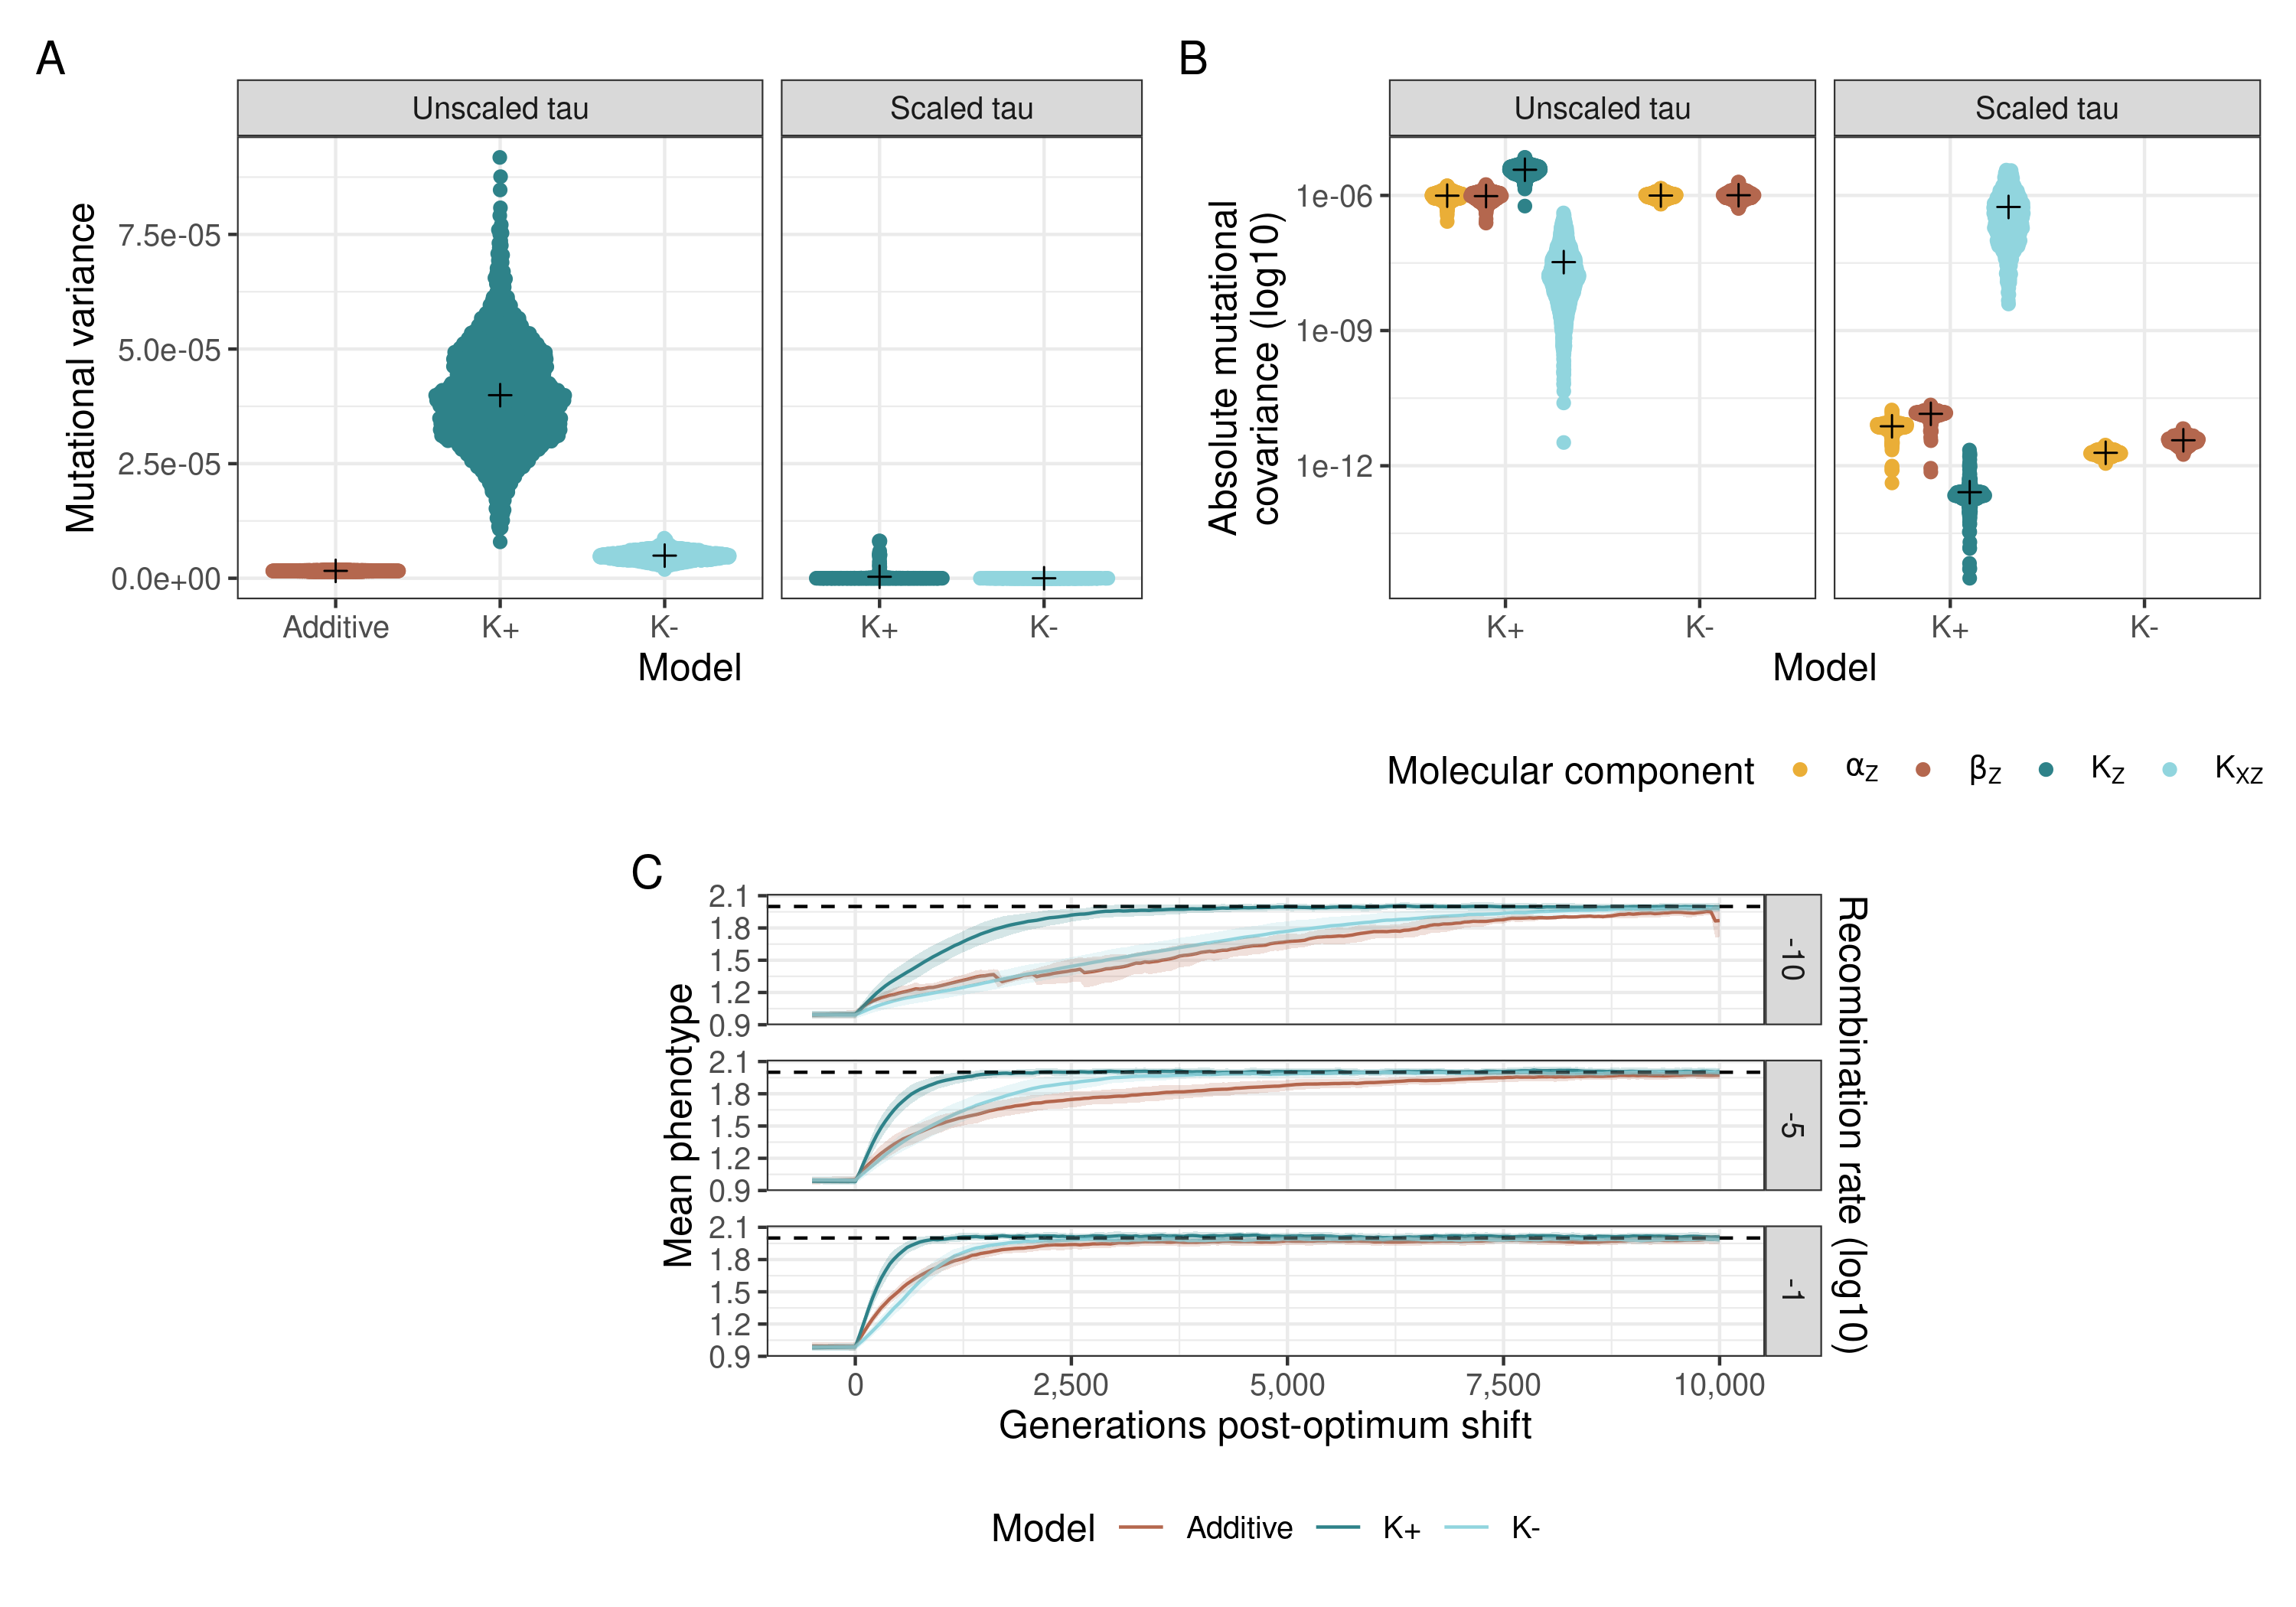 A
Unscaled tau
Scaled tau
Mutational variance
7.5e-05
5.0e-05
2.5e-05
0.0e+00
Additive
K+
K-
K+
K-
Model
B
Unscaled tau
Scaled tau
Absolute mutational
covariance (log10)
1e-06
1e-09
1e-12
K+
K-
K+
K-
Model
Molecular component
αZ
βZ
KZ
KXZ
C
Mean phenotype
2.1
1.8
1.5
1.2
0.9
-10
2.1
1.8
1.5
1.2
0.9
-5
2.1
1.8
1.5
1.2
0.9
-1
Recombination rate (log10)
0
2,500
5,000
7,500
10,000
Generations post-optimum shift
Model
Additive
K+
K-